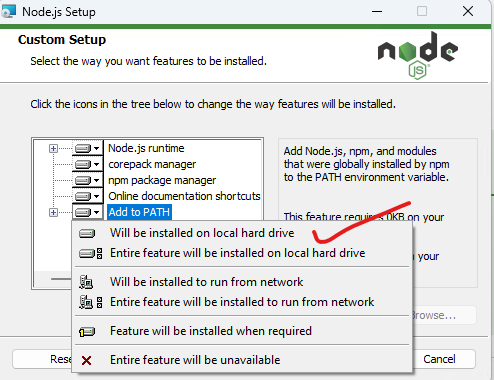 Node.js Setup
Custom Setup
Select the way you want features to be installed.
node
JS
Click the icons in the tree below to change the way features will be installed.
Node.js runtime
corepack manager
npm package manager
Online documentation shortcuts
Add to PATH
Add Node.js, npm, and modules
that were globally installed by npm
to the PATH environment variable.
This feature requires 0KB on your
your
Will be installed on local hard drive
Entire feature will be installed on local hard drive
Will be installed to run from network
Entire feature will be installed to run from network
Feature will be installed when required
Entire feature will be unavailable
Browse...
Rese
Cancel